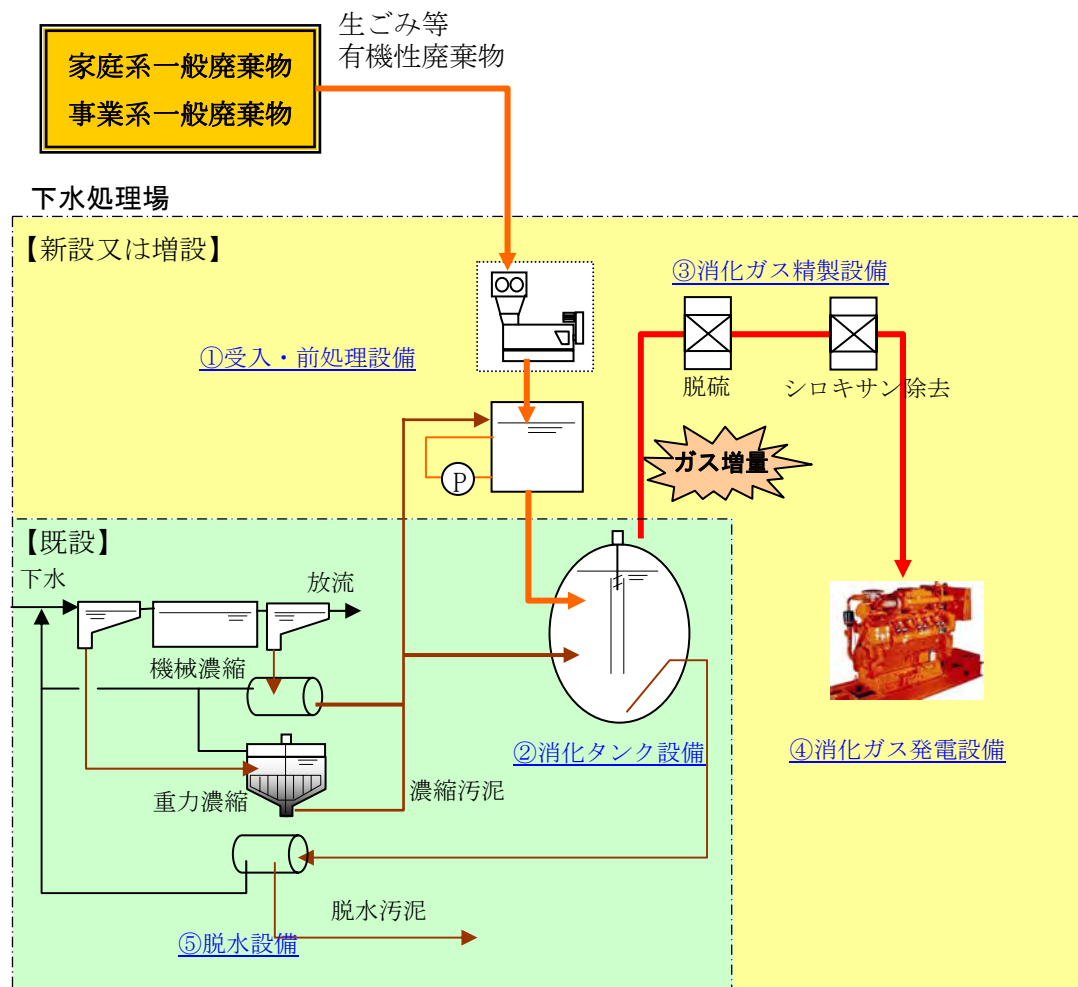 生ごみ等
有機性廃棄物
家庭系一般廃棄物
事業系一般廃棄物
下水処理場
【新設又は増設】
③消化ガス精製設備
①受入・前処理設備
脱硫
シロキサン除去
ガス増量
P
【既設】
下水
放流
機械濃縮
②消化タンク設備
④消化ガス発電設備
重力濃縮
濃縮汚泥
脱水汚泥
⑤脱水設備